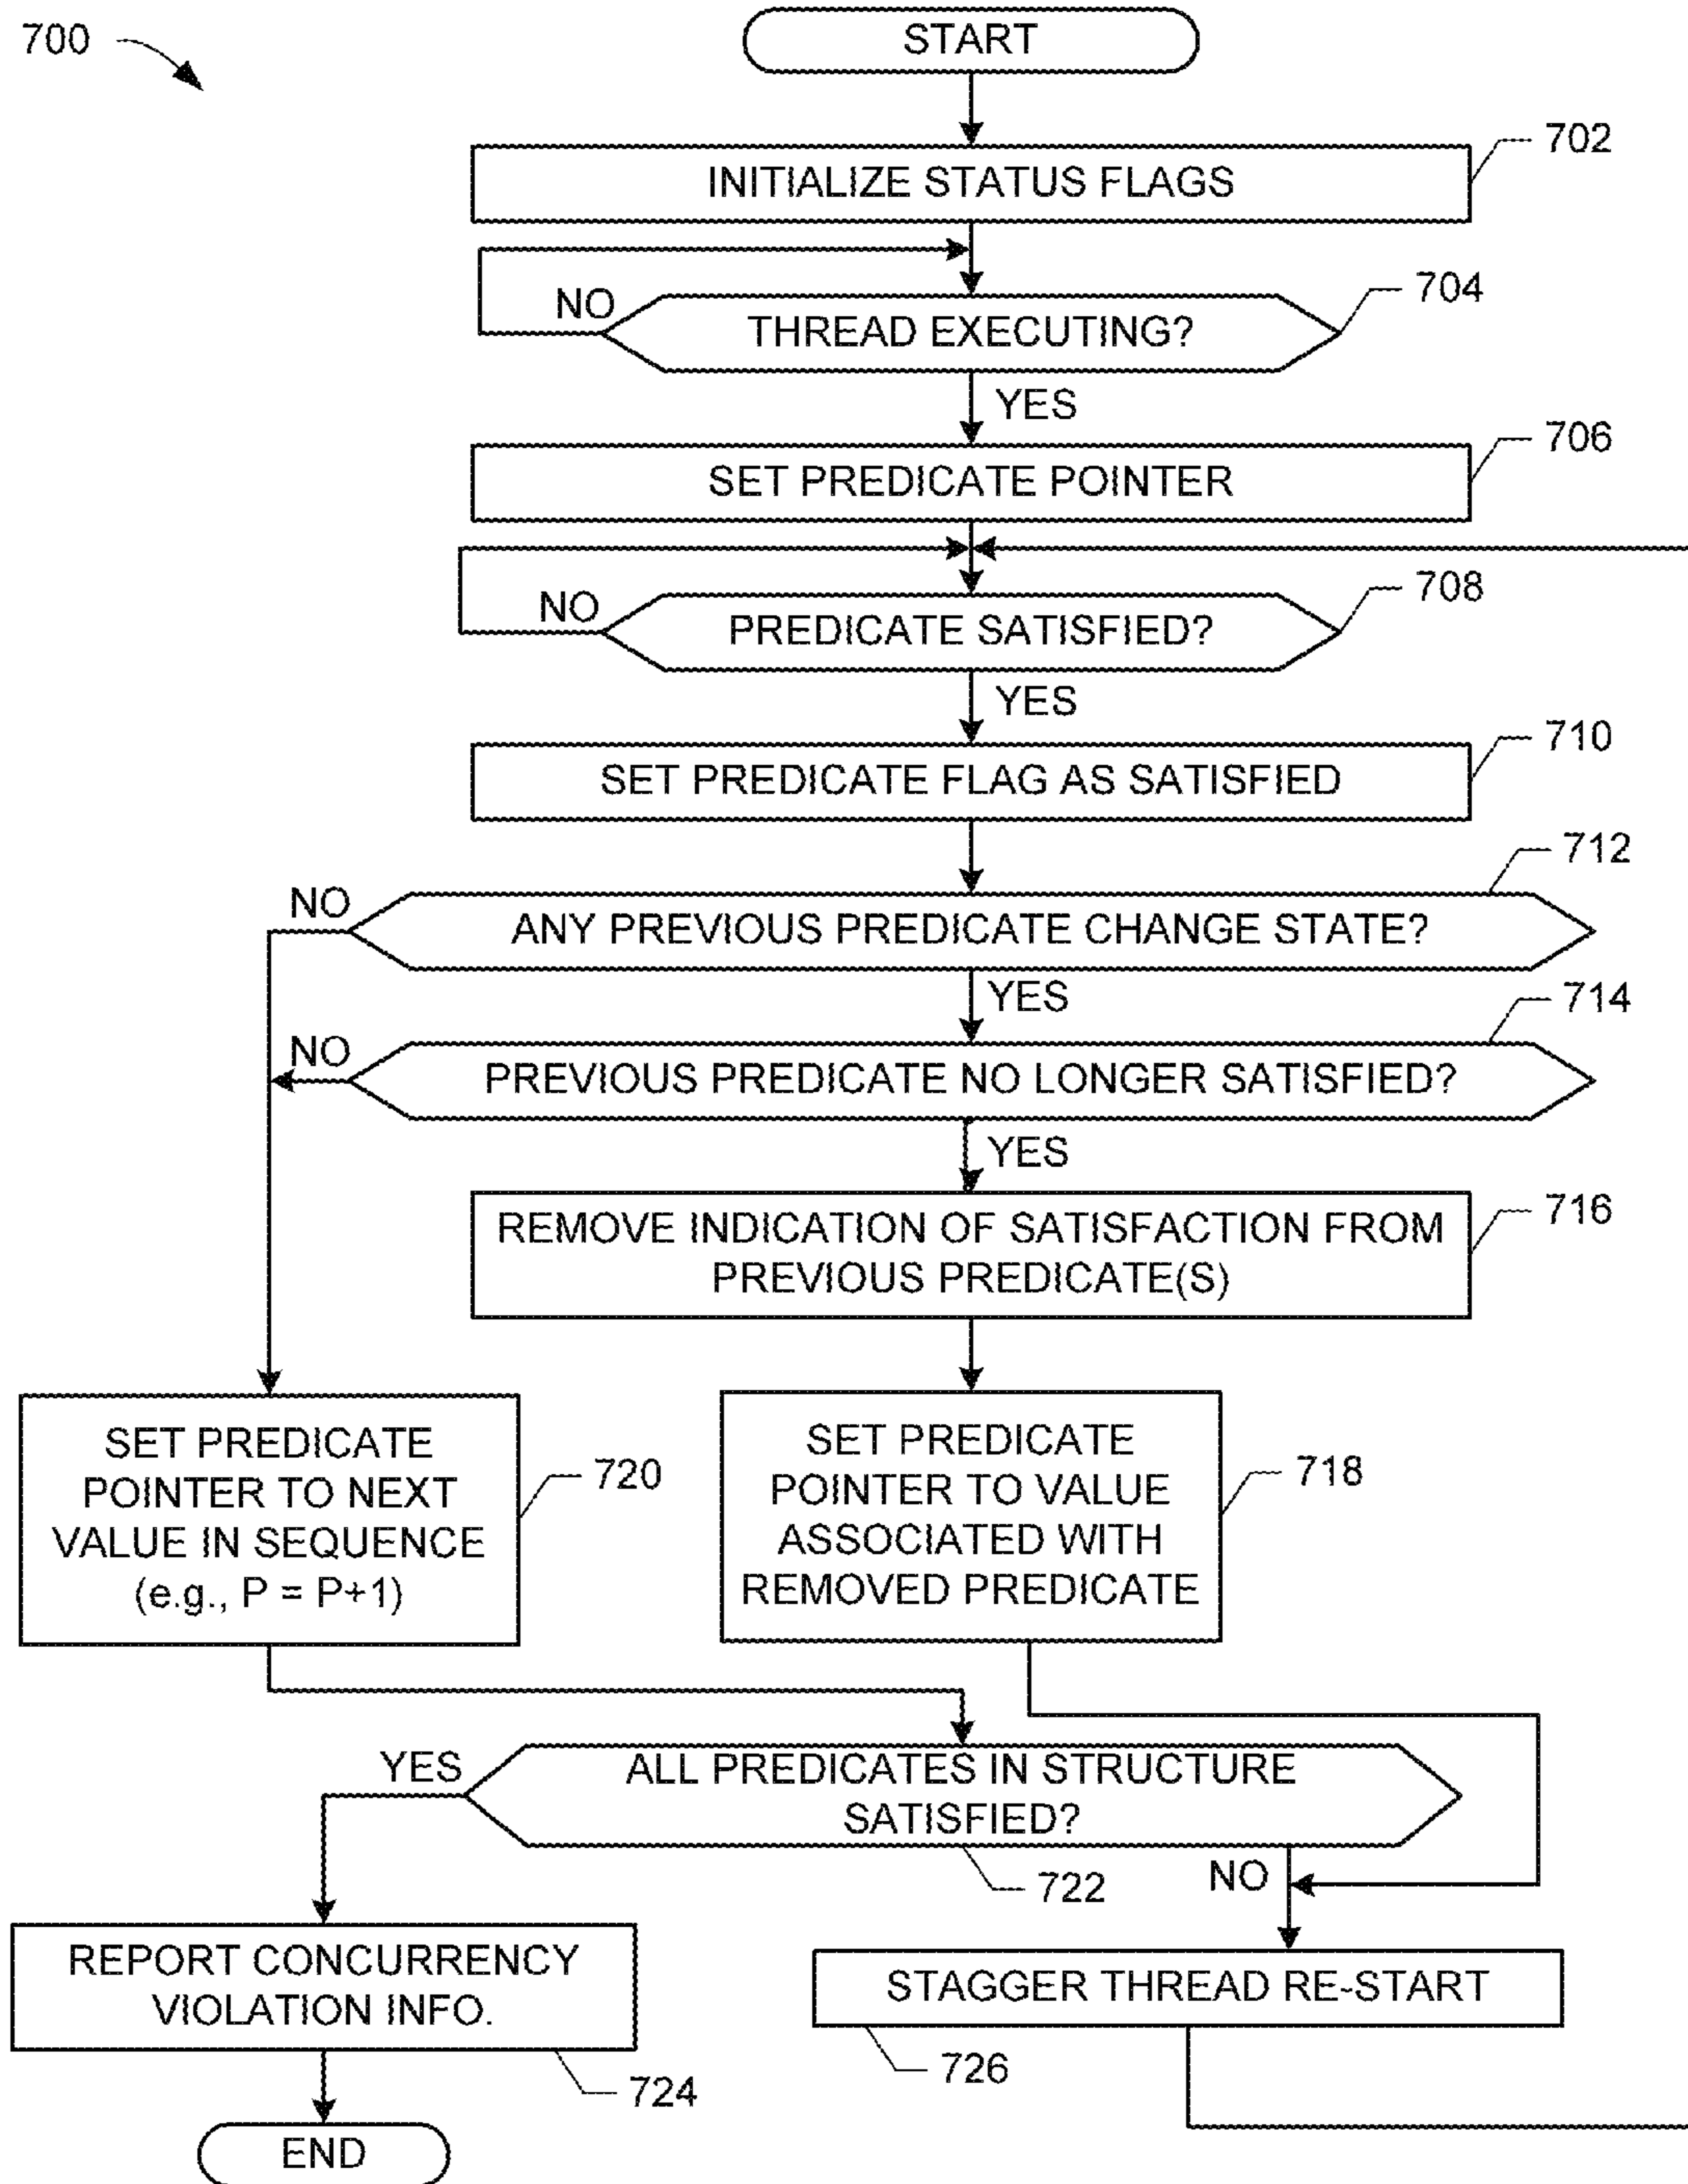 700
START
702
INITIALIZE STATUS FLAGS
704
NO
THREAD EXECUTING?
YES
706
SET PREDICATE POINTER
708
NO
PREDICATE SATISFIED?
YES
710
SET PREDICATE FLAG AS SATISFIED
712
NO
ANY PREVIOUS PREDICATE CHANGE STATE?
YES
714
NO
PREVIOUS PREDICATE NO LONGER SATISFIED?
YES
716
REMOVE INDICATION OF SATISFACTION FROM
PREVIOUS PREDICATE(S)
SET PREDICATE
POINTER TO NEXT
VALUE IN SEQUENCE
(e.g., P = P+1)
720
SET PREDICATE
POINTER TO VALUE
ASSOCIATED WITH
REMOVED PREDICATE
718
YES
ALL PREDICATES IN STRUCTURE
SATISFIED?
722
NO
REPORT CONCURRENCY
VIOLATION INFO.
724
STAGGER THREAD RE-START
726
END